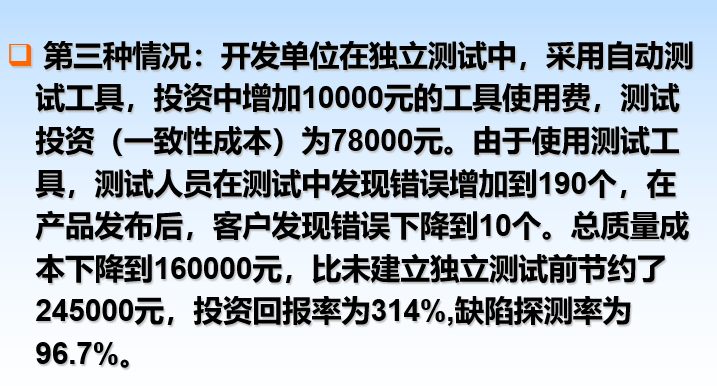 第三种情况：开发单位在独立测试中，采用自动测
试工具，投资中增加10000元的工具使用费，测试
投资（一致性成本）为78000元。由于使用测试工
具，测试人员在测试中发现错误增加到190个，在
产品发布后，客户发现错误下降到10个。总质量成
本下降到160000元，比未建立独立测试前节约了
245000元，投资回报率为314%,缺陷探测率为
96.7%。